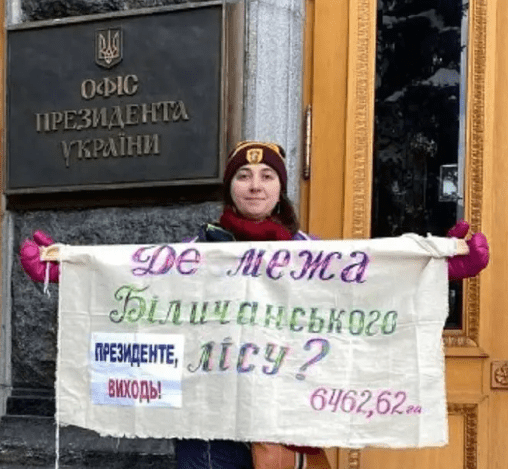 ОФІС
ПРЕЗИДЕНТА
УКРАЇНИ
Де межа
Біличанського
лісу?
ПРЕЗИДЕНТЕ,
ВИХОДЬ!
6462,62 га